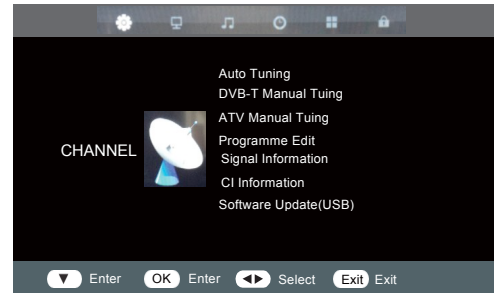 Auto Tuning
DVB-T Manual Tuing
ATV Manual Tuing
Programme Edit
CHANNEL
Signal Information
CI Information
Software Update(USB)
Enter OK Enter Select Exit Exit